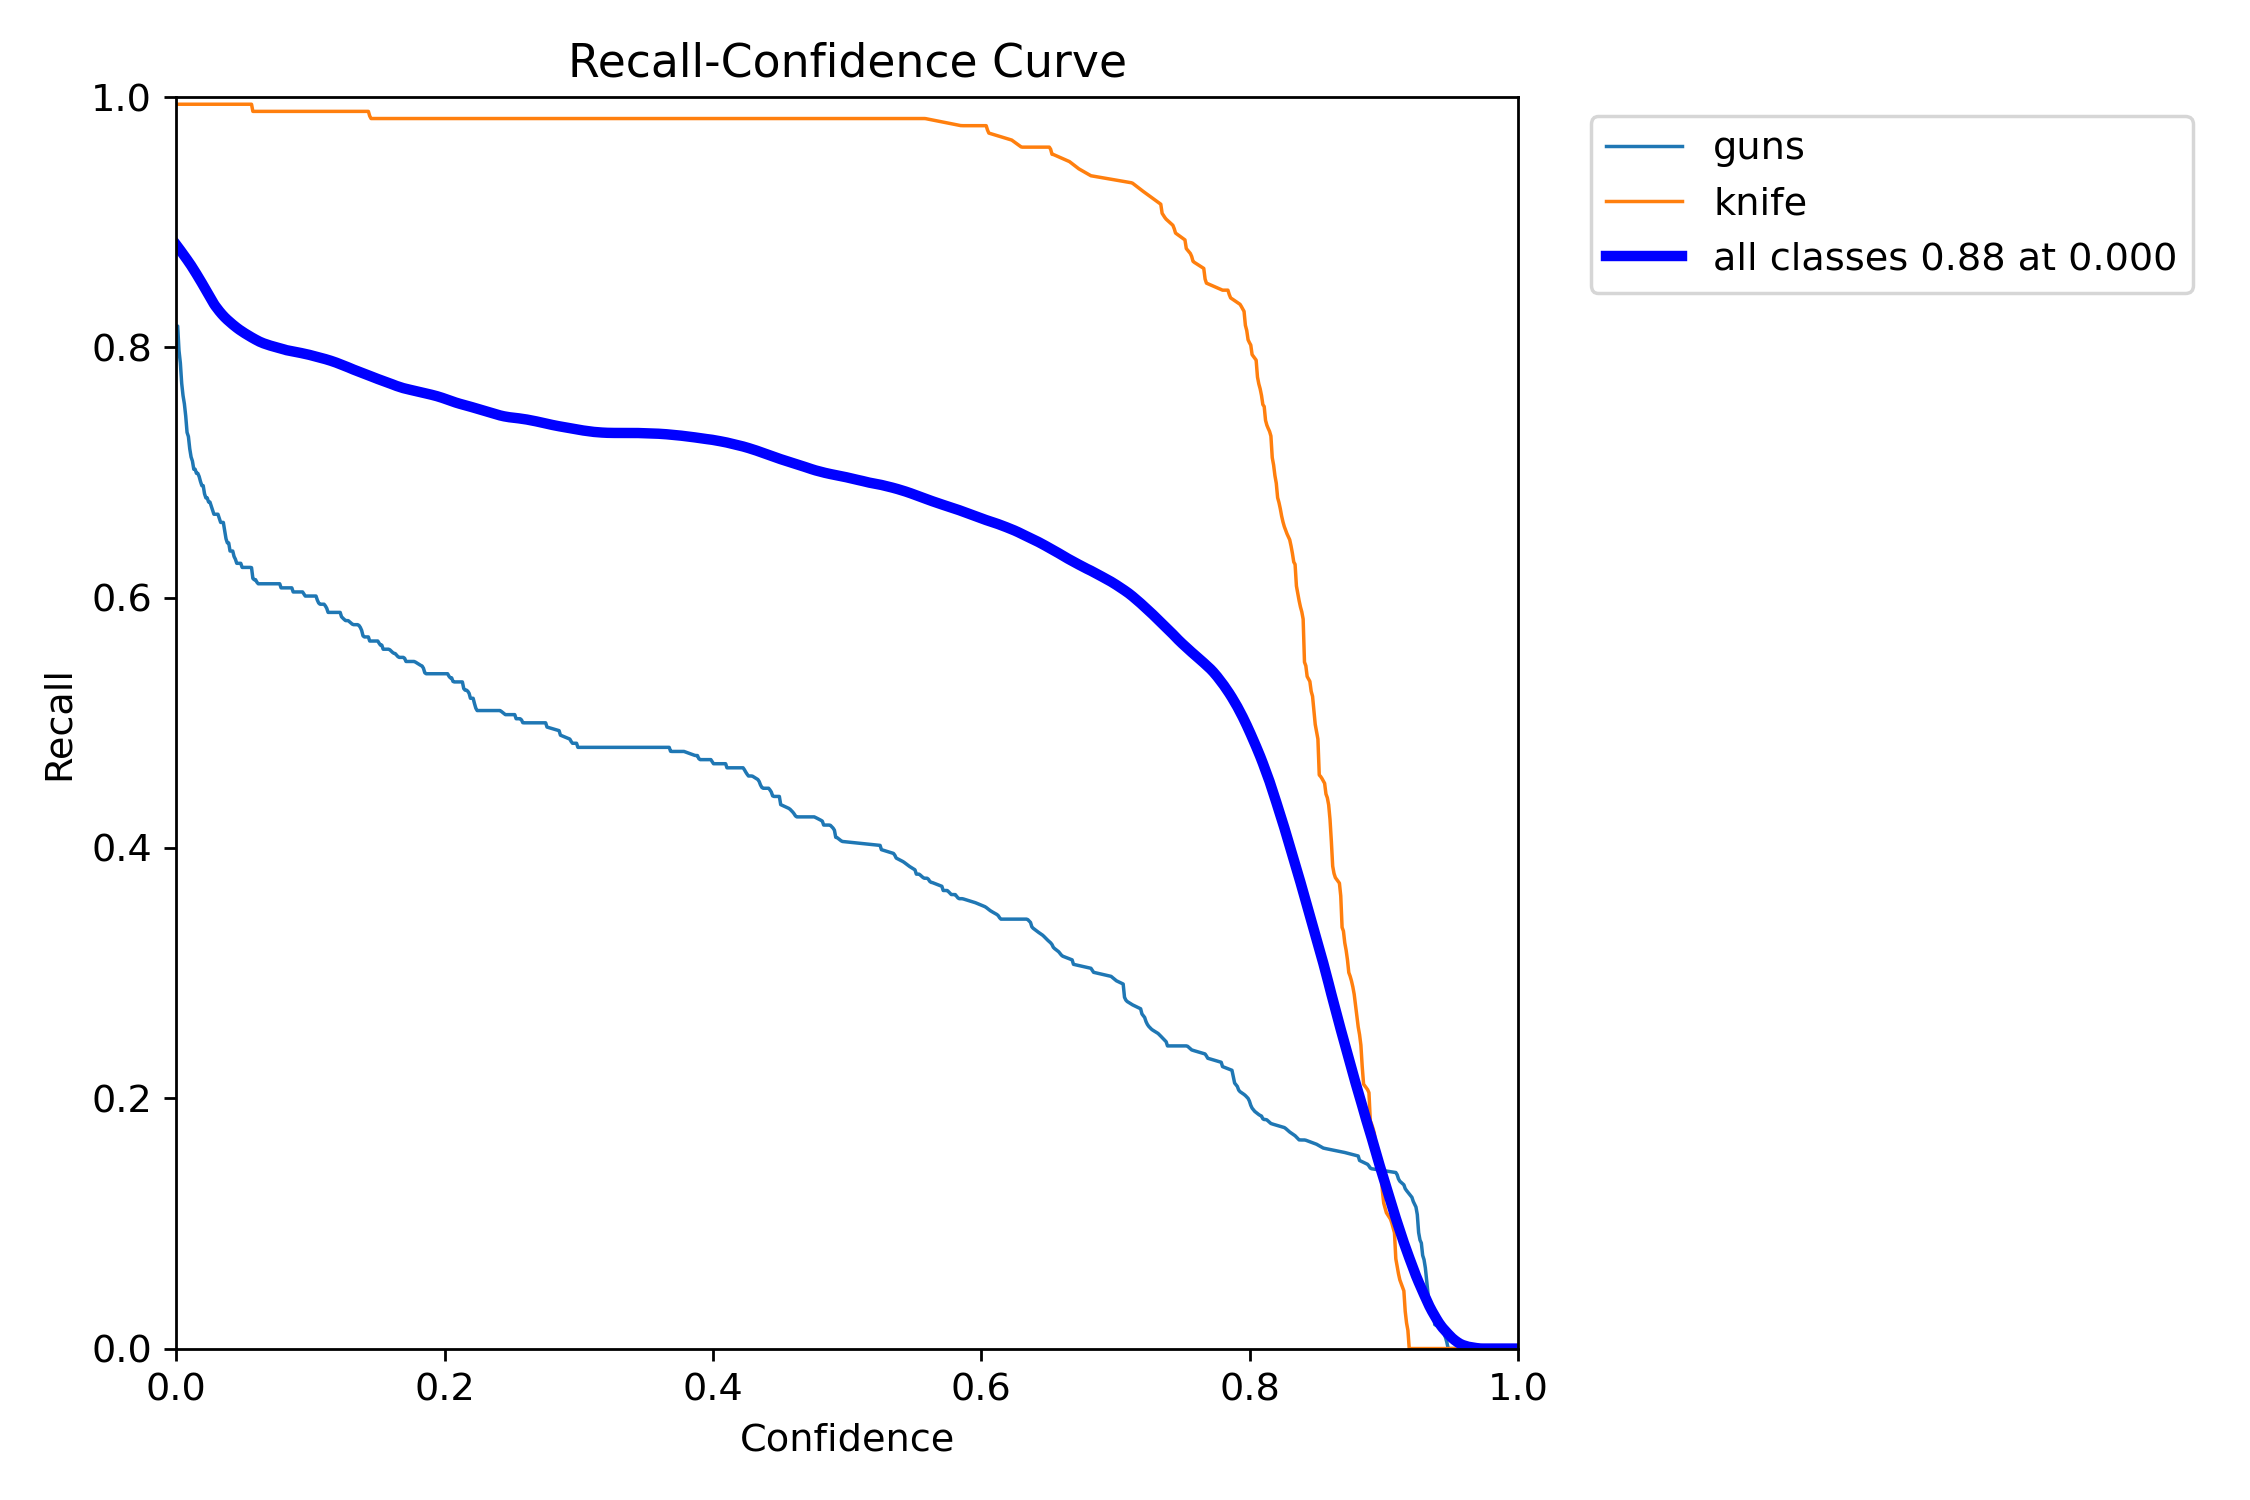 Recall-Confidence Curve
1.0
0.8
0.6
0.4
0.2
0.0
Recall
0.0 0.2 0.4 0.6 0.8 1.0
Confidence
guns
knife
all classes 0.88 at 0.000